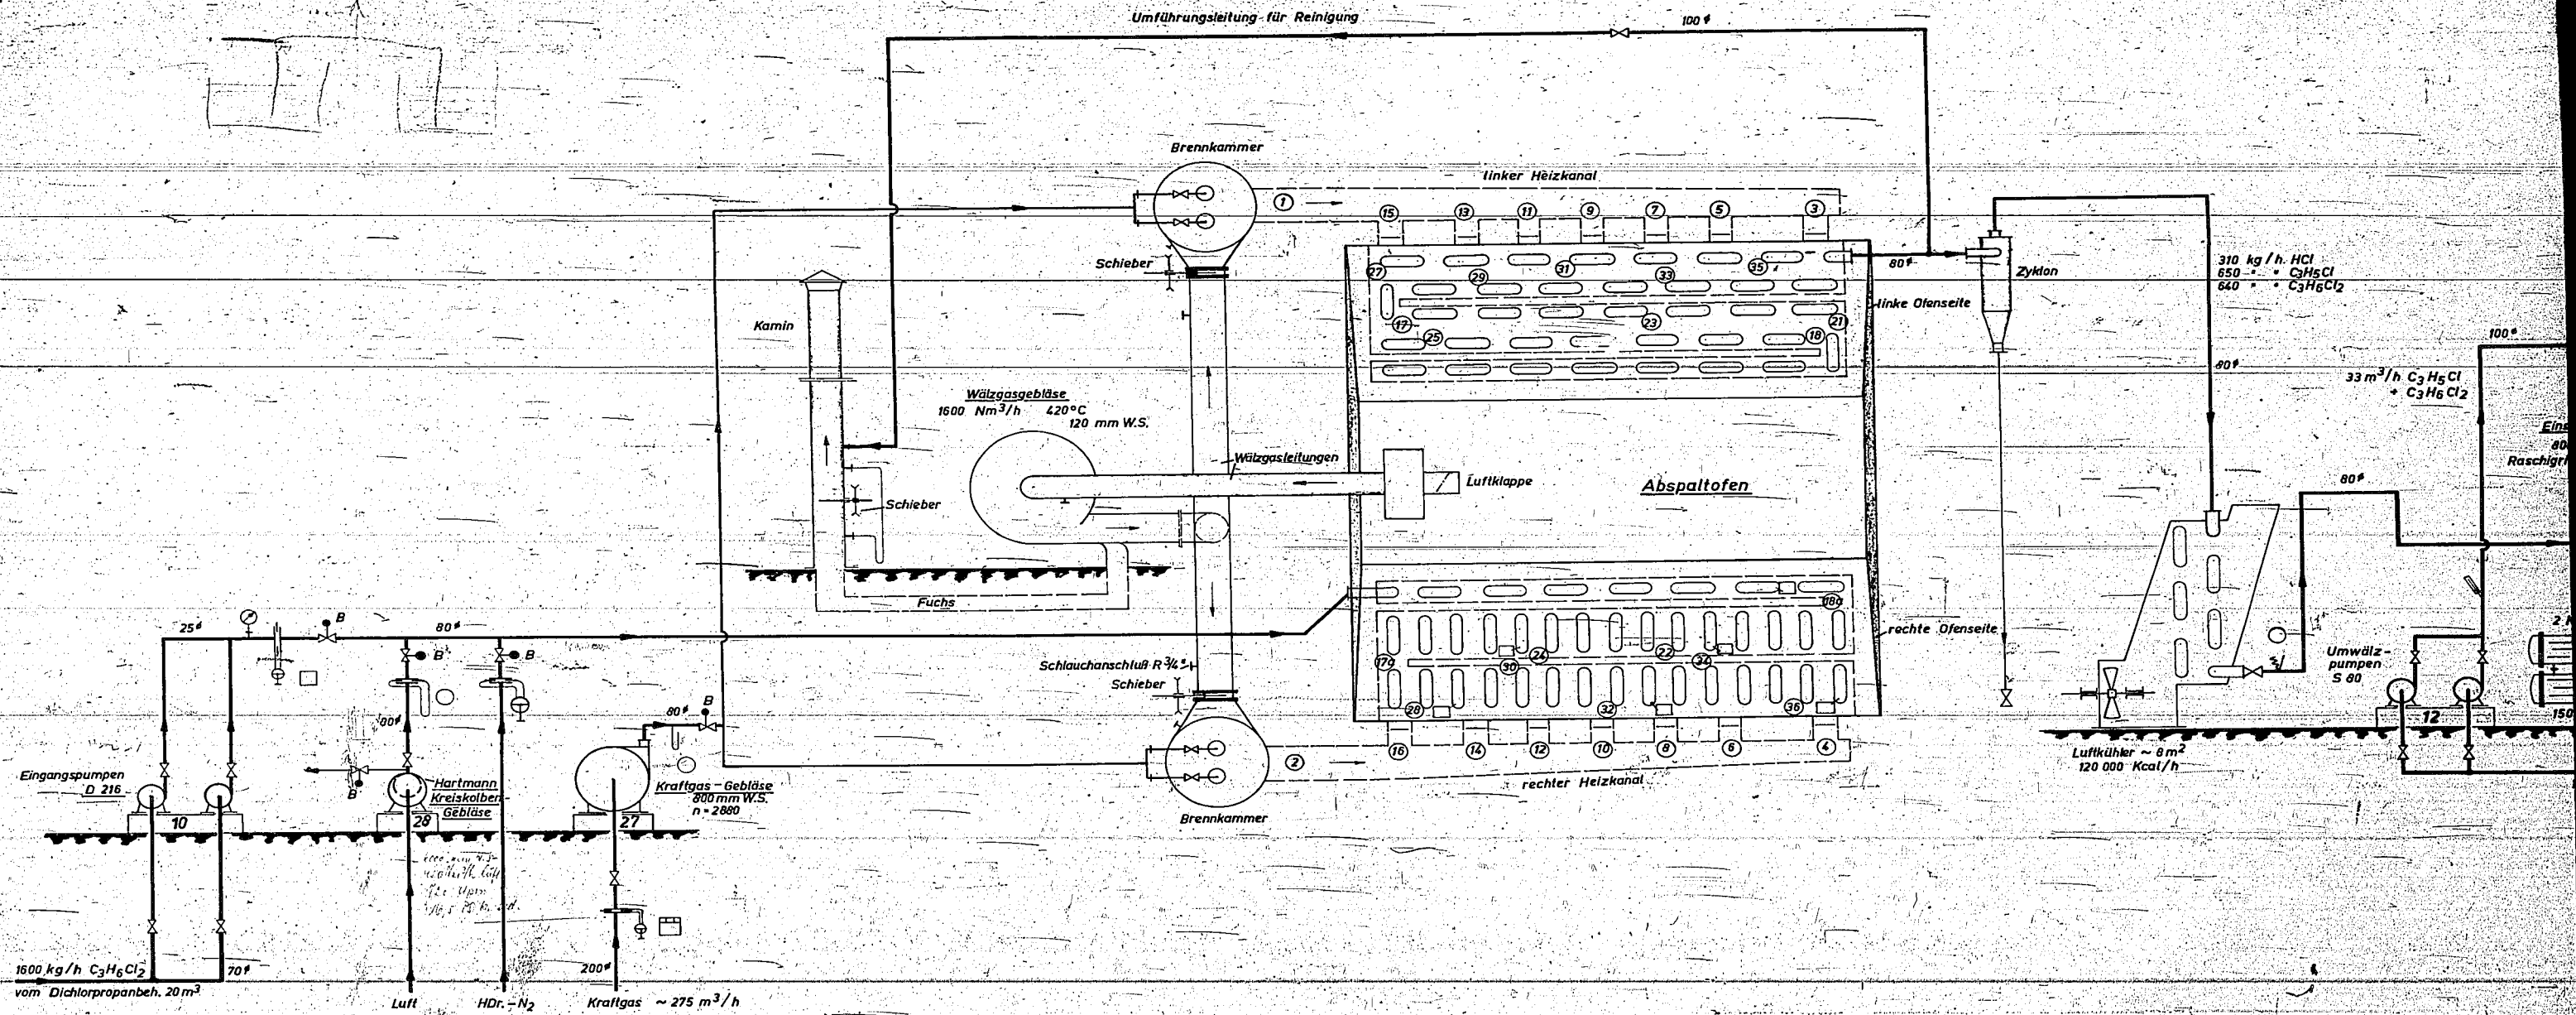 Umführungsleitung für Reinigung
100 ⌀
Brennkammer
linker Heizkanal
1
15
13
11
9
7
5
3
Schieber
80 ⌀
Zyklon
27
29
31
33
35
310 kg/h HCl
650 " " C₃H₅Cl
640 " " C₃H₆Cl₂
linke Ofenseite
Kamin
17
25
23
18
21
100 ⌀
80 ⌀
33 m³/h C₃H₅Cl
+ C₃H₆Cl₂
Wälzgasgebläse
1600 Nm³/h 420°C
120 mm W.S.
Wälzgasleitungen
Luftklappe
Abspaltofen
80 ⌀
Schieber
Fuchs
18a
25 ⌀
B
80 ⌀
B
B
rechte Ofenseite
17a
30
24
22
34
Schlauchanschluß R ¾"
Schieber
28
32
36
Umwälz-
pumpen
S 80
12
150
80 ⌀
80 ⌀
B
B
16
14
12
10
8
6
4
2
rechter Heizkanal
Brennkammer
Luftkühler ~ 8 m²
120 000 Kcal/h
Eingangspumpen
D 216
10
Hartmann
Kreiskolben-
Gebläse
28
Kraftgas-Gebläse
800 mm W.S.
n = 2880
27
1600 kg/h C₃H₆Cl₂
vom Dichlorpropanbeh. 20 m³
70 ⌀
Luft
HDr.-N₂
200 ⌀
Kraftgas ~ 275 m³/h